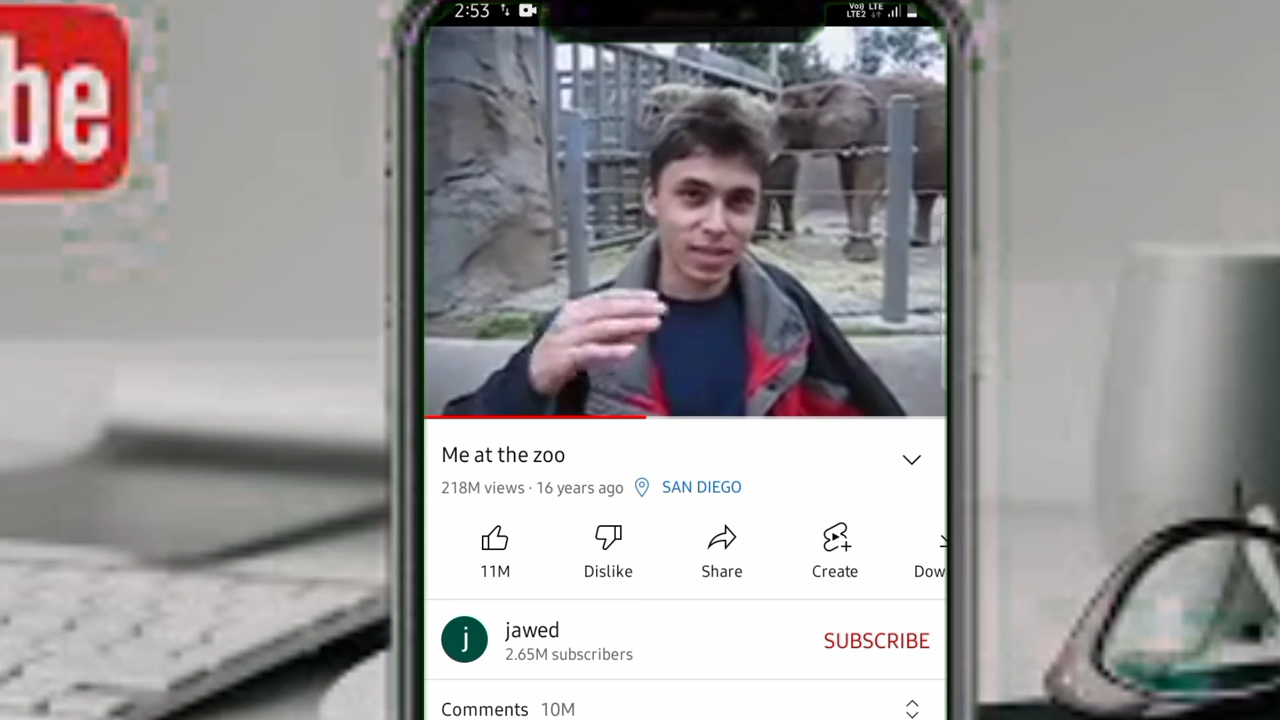 be
2:53
Vo)) LTE
LTE2
Me at the zoo
218M views · 16 years ago SAN DIEGO
11M Dislike Share Create Dow
jawed
2.65M subscribers
SUBSCRIBE
Comments 10M